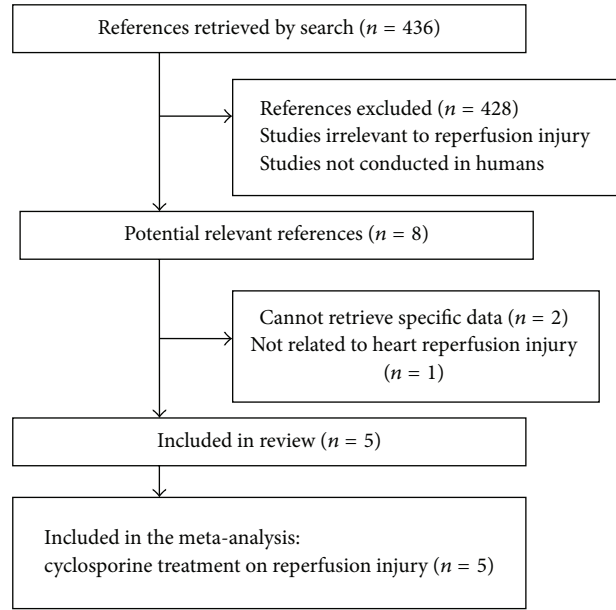 References retrieved by search (n = 436)
References excluded (n = 428)
Studies irrelevant to reperfusion injury
Studies not conducted in humans
Potential relevant references (n = 8)
Cannot retrieve specific data (n = 2)
Not related to heart reperfusion injury
(n = 1)
Included in review (n = 5)
Included in the meta-analysis:
cyclosporine treatment on reperfusion injury (n = 5)